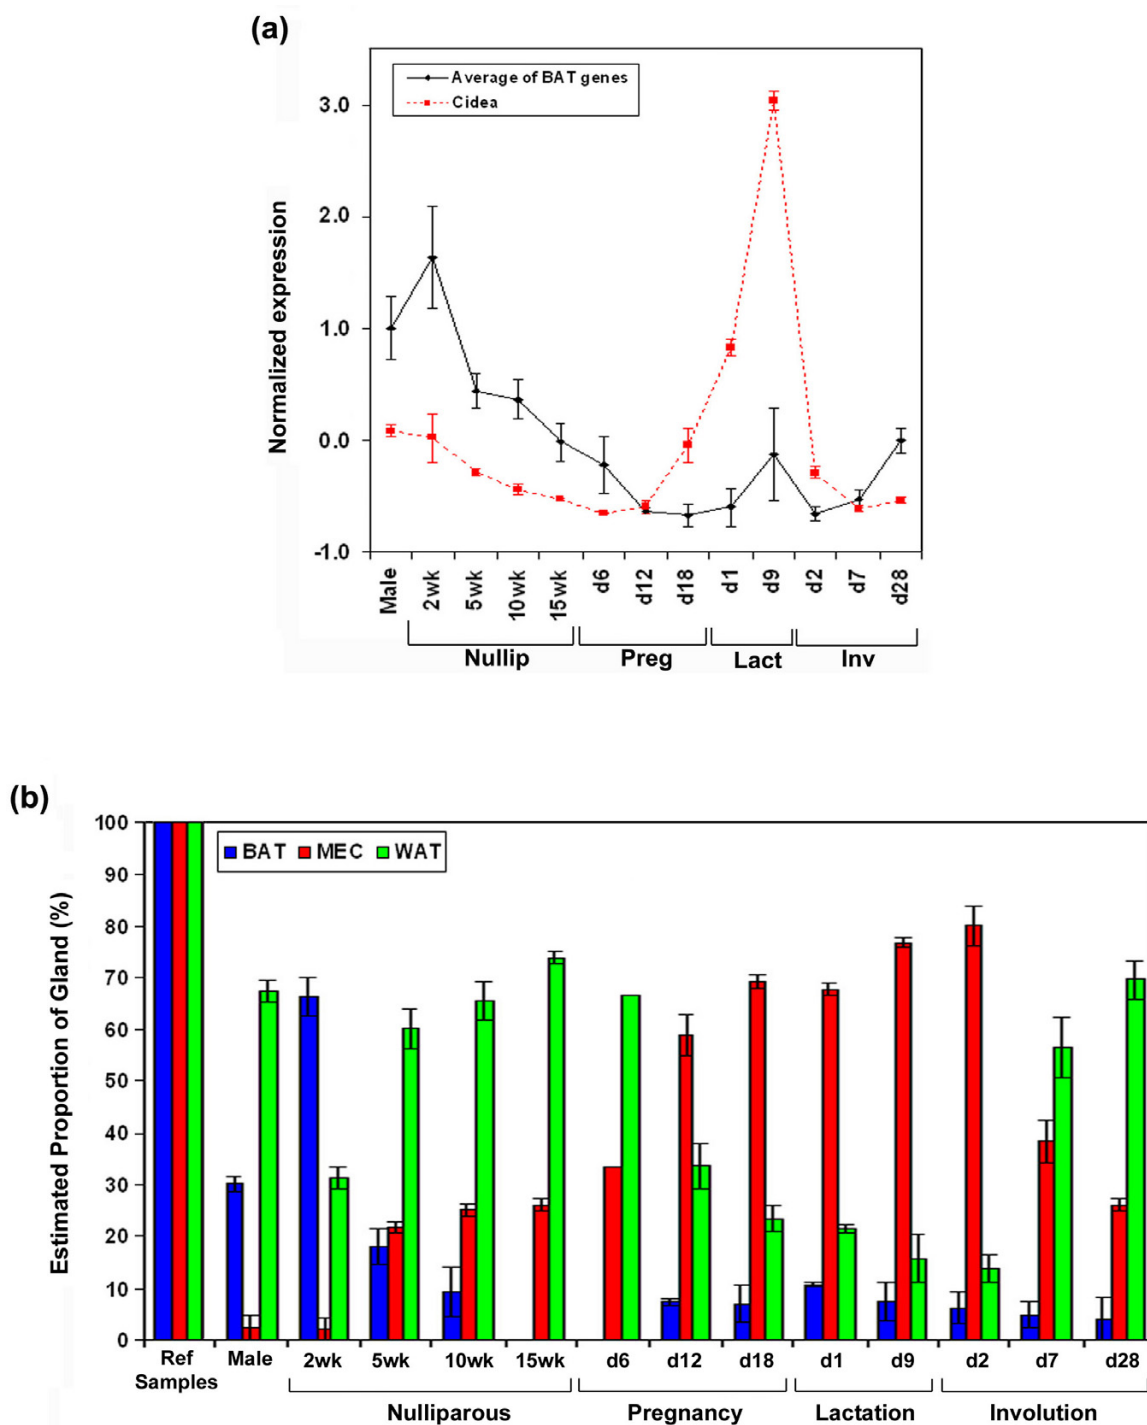 (a)
Average of BAT genes
Cidea
3.0
2.0
1.0
0.0
-1.0
Normalized expression
Male 2wk 5wk 10wk 15wk d6 d12 d18 d1 d9 d2 d7 d28
Nullip Preg Lact Inv
(b)
BAT MEC WAT
100
90
80
70
60
50
40
30
20
10
0
Estimated Proportion of Gland (%)
Ref Samples Male 2wk 5wk 10wk 15wk d6 d12 d18 d1 d9 d2 d7 d28
Nulliparous Pregnancy Lactation Involution